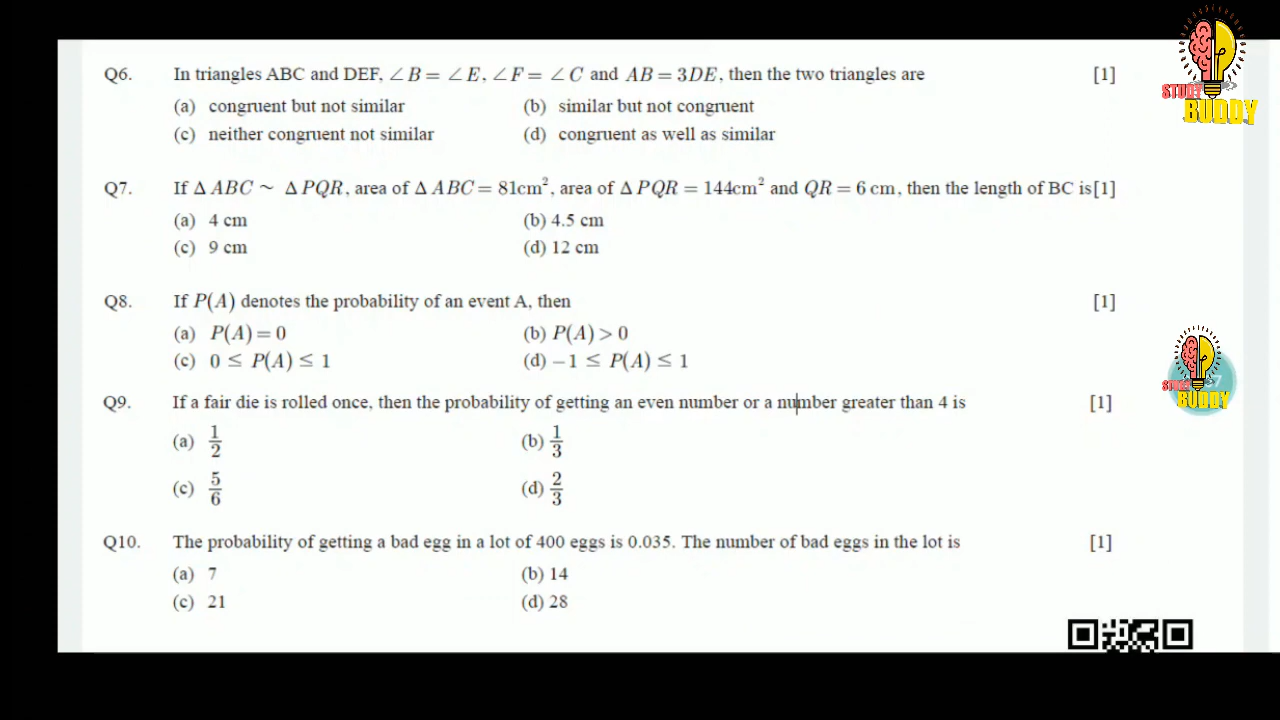 Q6. In triangles ABC and DEF, ∠B = ∠E, ∠F = ∠C and AB = 3DE, then the two triangles are [1]
(a) congruent but not similar (b) similar but not congruent
(c) neither congruent not similar (d) congruent as well as similar
Q7. If Δ ABC ~ Δ PQR, area of Δ ABC = 81cm², area of Δ PQR = 144cm² and QR = 6 cm, then the length of BC is[1]
(a) 4 cm (b) 4.5 cm
(c) 9 cm (d) 12 cm
Q8. If P(A) denotes the probability of an event A, then [1]
(a) P(A) = 0 (b) P(A) > 0
(c) 0 ≤ P(A) ≤ 1 (d) −1 ≤ P(A) ≤ 1
Q9. If a fair die is rolled once, then the probability of getting an even number or a number greater than 4 is [1]
(a) 1/2 (b) 1/3
(c) 5/6 (d) 2/3
Q10. The probability of getting a bad egg in a lot of 400 eggs is 0.035. The number of bad eggs in the lot is [1]
(a) 7 (b) 14
(c) 21 (d) 28
STUDY
BUDDY
STUDY
BUDDY